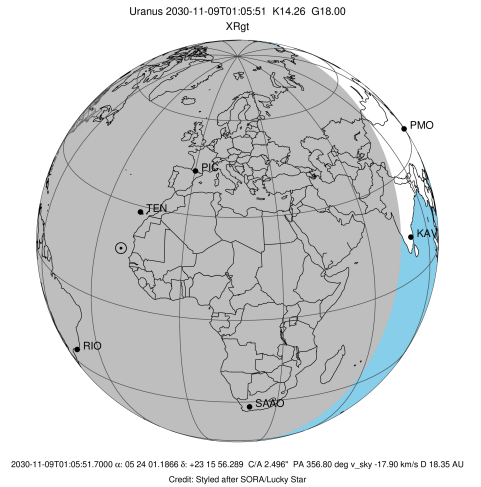 Uranus 2030-11-09T01:05:51 K14.26 G18.00
XRgt
PMO
PIC
TEN
KAV
RIO
SAAO
2030-11-09T01:05:51.7000 α: 05 24 01.1866 δ: +23 15 56.289 C/A 2.496" PA 356.80 deg v_sky -17.90 km/s D 18.35 AU
Credit: Styled after SORA/Lucky Star